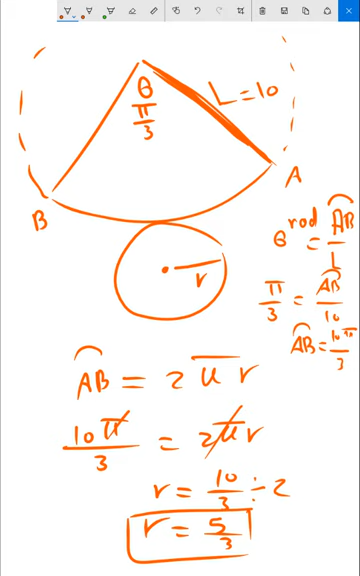 θ
π/3
L = 10
A
B
r
θ^rad = AB/L
π/3 = AB/10
AB = 10π/3
AB = 2πr
10π/3 = 2πr
r = 10/3 ÷ 2
r = 5/3